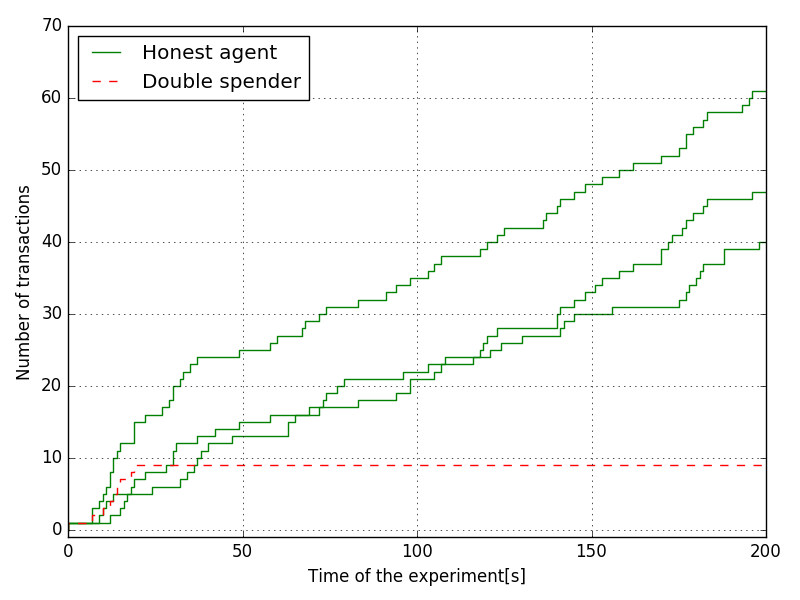 70
60
50
40
30
20
10
0
Number of transactions
Honest agent
Double spender
0 50 100 150 200
Time of the experiment[s]